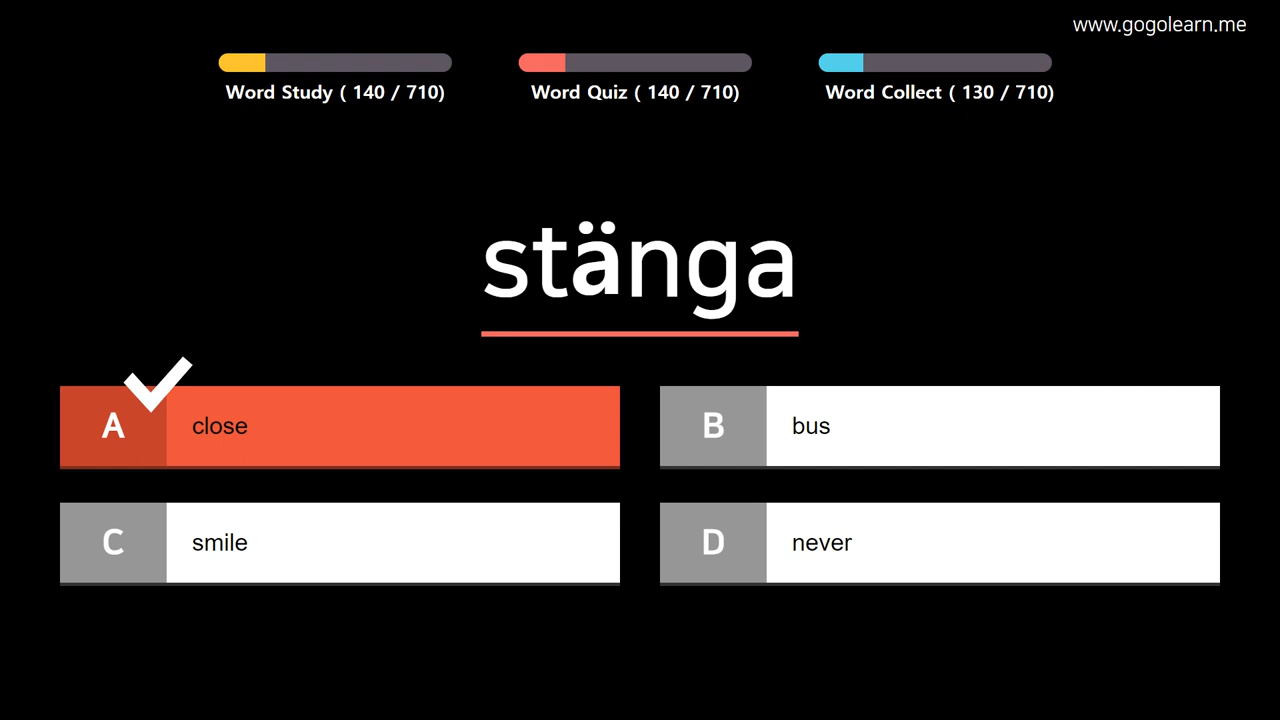 www.gogolearn.me
Word Study ( 140 / 710)
Word Quiz ( 140 / 710)
Word Collect ( 130 / 710)
stänga
A close
B bus
C smile
D never